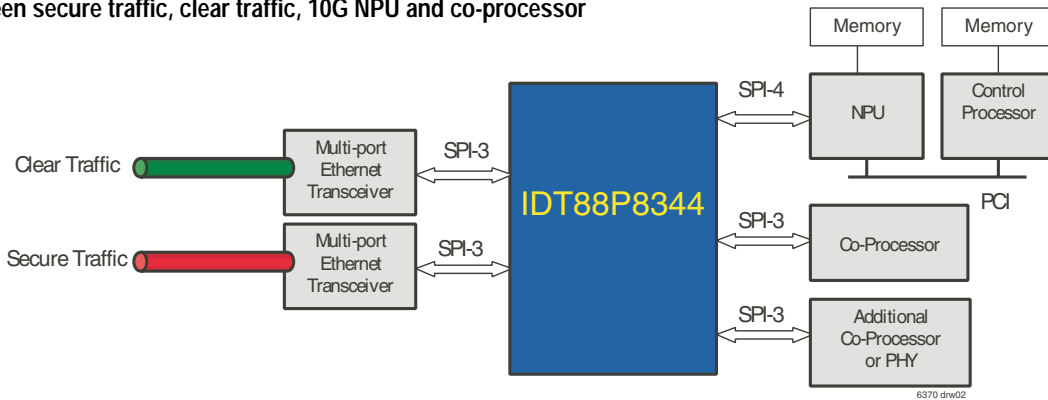 een secure traffic, clear traffic, 10G NPU and co-processor
Memory
Memory
SPI-4
NPU
Control
Processor
PCI
Clear Traffic
Multi-port
Ethernet
Transceiver
SPI-3
IDT88P8344
SPI-3
Co-Processor
Secure Traffic
Multi-port
Ethernet
Transceiver
SPI-3
SPI-3
Additional
Co-Processor
or PHY
6370 drw02